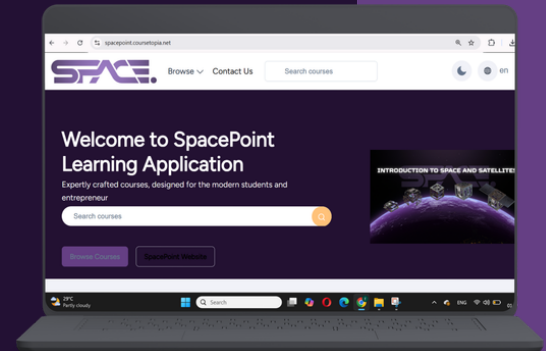 spacepoint.coursetopia.net
SPACE.
Browse
Contact Us
Search courses
en
Welcome to SpacePoint
Learning Application
Expertly crafted courses, designed for the modern students and
entrepreneur
Search courses
Browse Courses
SpacePoint Website
INTRODUCTION TO SPACE AND SATELLITES
29°C
Partly cloudy
Search
ENG